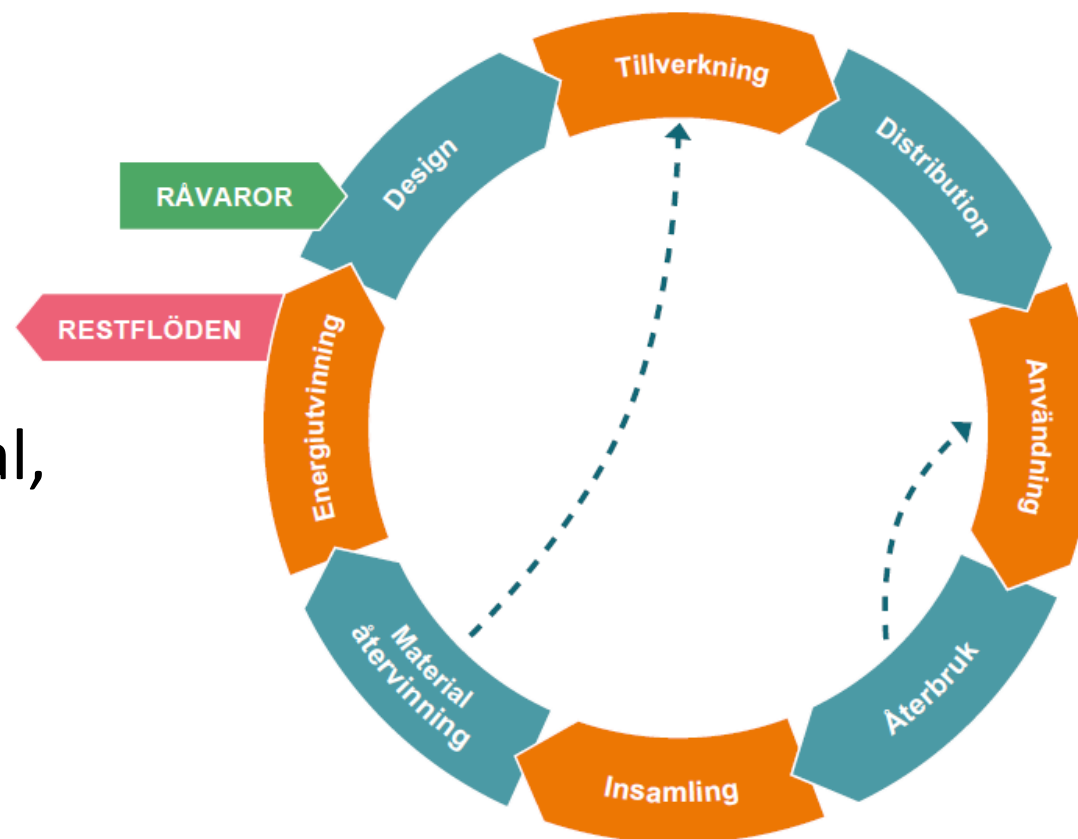 Tillverkning
Distribution
Design
RÅVAROR
RESTFLÖDEN
Energiutvinning
Användning
Material
återvinning
Återbruk
Insamling